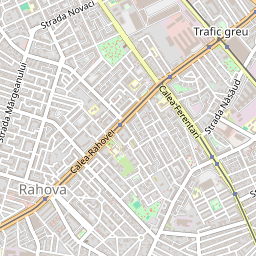 Strada Novaci
Trafic greu
Strada Mărgeanului
Calea Ferentari
Strada Năsăud
Calea Rahovei
Rahova